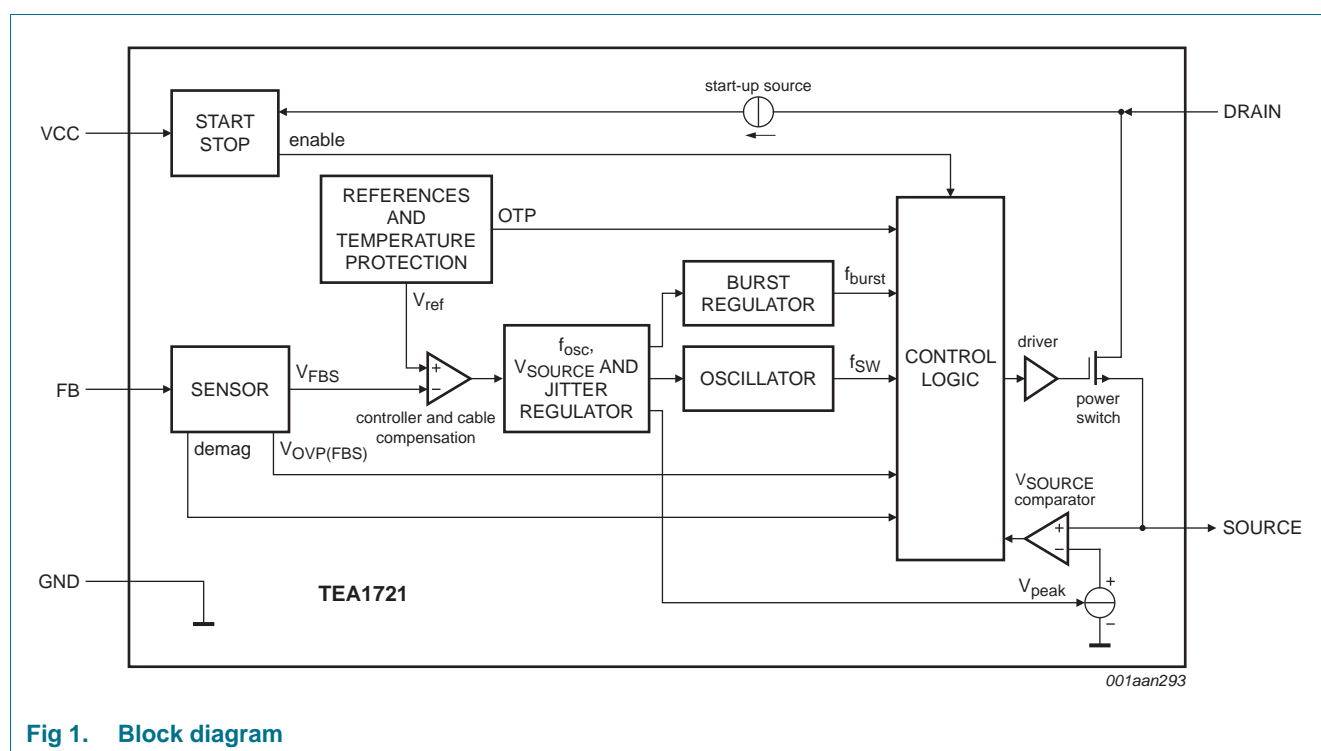 start-up source
VCC
START
STOP
DRAIN
enable
REFERENCES
AND
TEMPERATURE
PROTECTION
OTP
Vref
BURST
REGULATOR
fburst
FB
SENSOR
VFBS
+
−
controller and cable
compensation
fosc,
VSOURCE AND
JITTER
REGULATOR
OSCILLATOR
fSW
CONTROL
LOGIC
driver
power
switch
demag
VOVP(FBS)
VSOURCE
comparator
+
−
SOURCE
GND
TEA1721
Vpeak
+
−
001aan293
Fig 1. Block diagram